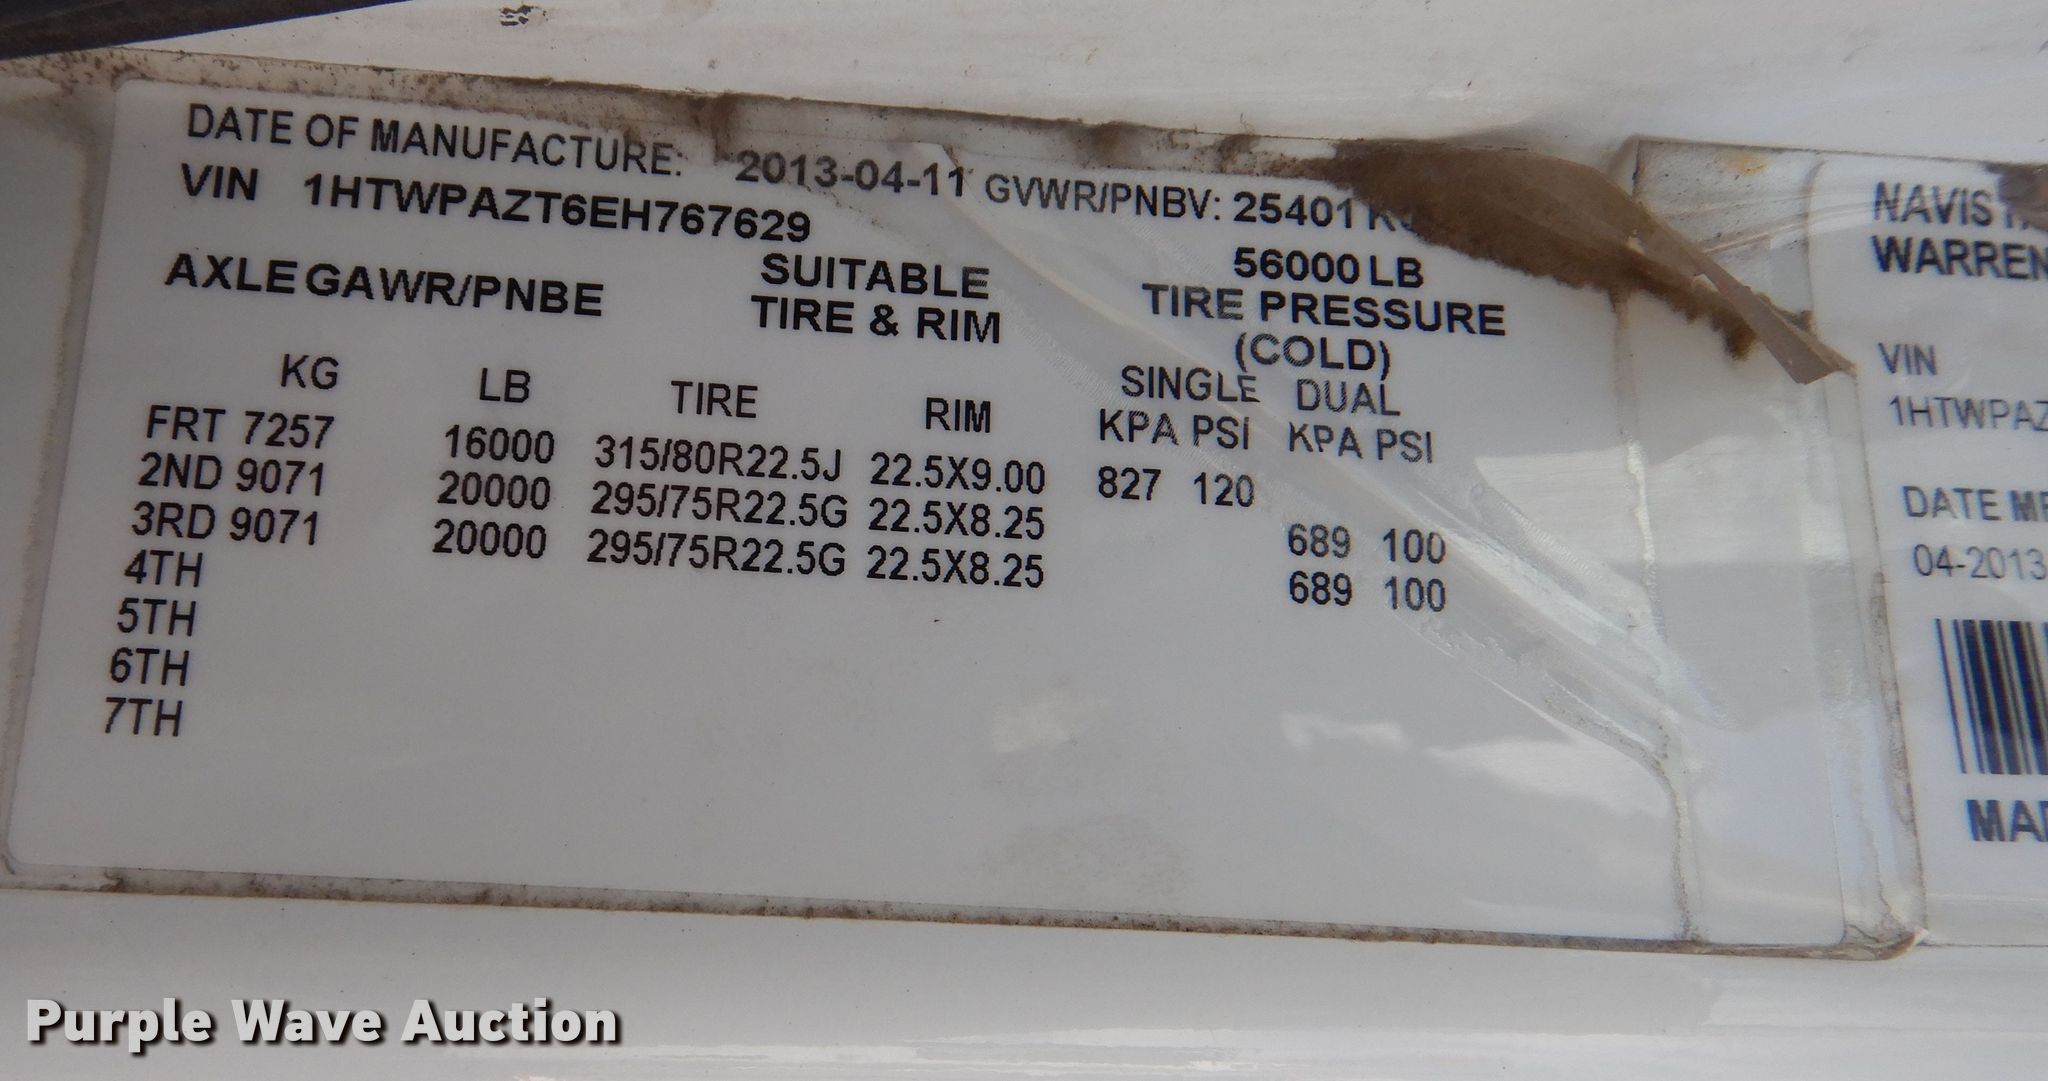 DATE OF MANUFACTURE: 2013-04-11 GVWR/PNBV: 25401
VIN 1HTWPAZT6EH767629
56000 LB
AXLE GAWR/PNBE SUITABLE TIRE PRESSURE
TIRE & RIM (COLD)
SINGLE DUAL
KG LB TIRE RIM KPA PSI KPA PSI
FRT 7257 16000 315/80R22.5J 22.5X9.00 827 120
2ND 9071 20000 295/75R22.5G 22.5X8.25 689 100
3RD 9071 20000 295/75R22.5G 22.5X8.25 689 100
4TH
5TH
6TH
7TH
NAVIST
WARREN
VIN
1HTWPAZ
DATE
04-2013
Purple Wave Auction